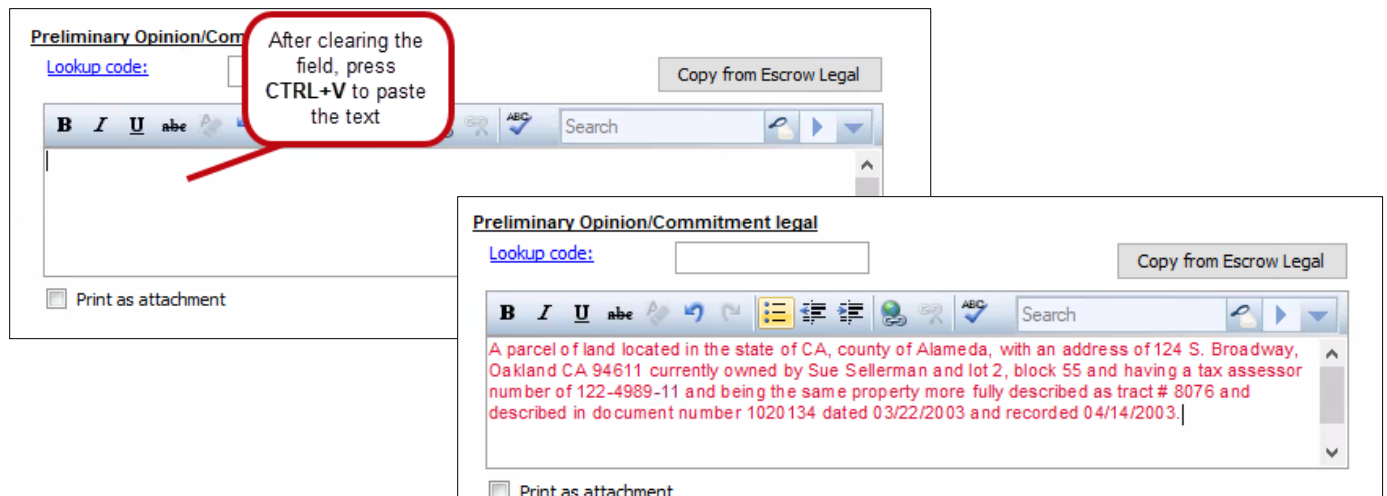 Preliminary Opinion/Com
Lookup code:
After clearing the
field, press
CTRL+V to paste
the text
Copy from Escrow Legal
B I U abc ABC Search
Print as attachment
Preliminary Opinion/Commitment legal
Lookup code:
Copy from Escrow Legal
B I U abc ABC Search
A parcel of land located in the state of CA, county of Alameda, with an address of 124 S. Broadway,
Oakland CA 94611 currently owned by Sue Sellerman and lot 2, block 55 and having a tax assessor
number of 122-4989-11 and being the same property more fully described as tract # 8076 and
described in document number 1020134 dated 03/22/2003 and recorded 04/14/2003.
Print as attachment